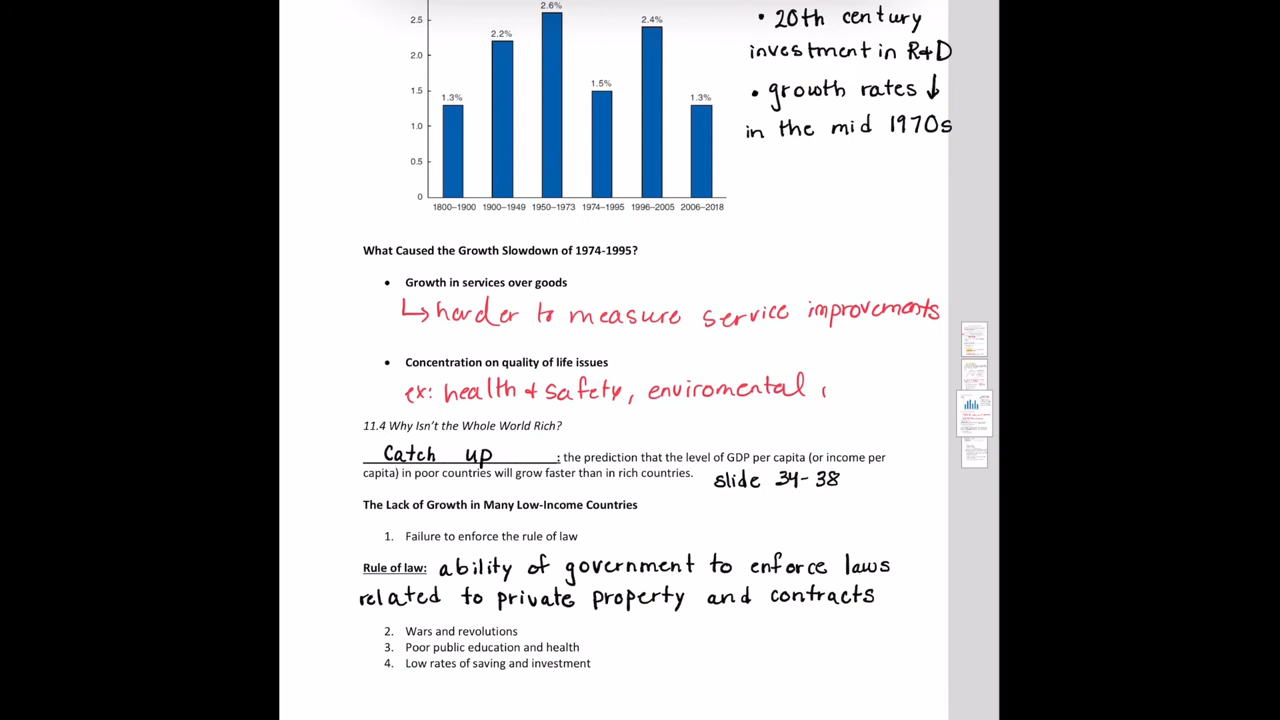 2.5
2.0
1.5
1.0
0.5
0
1.3%
2.2%
2.6%
1.5%
2.4%
1.3%
1800–1900 1900–1949 1950–1973 1974–1995 1996–2005 2006–2018
• 20th century
investment in R+D
• growth rates ↓
in the mid 1970s
What Caused the Growth Slowdown of 1974-1995?
• Growth in services over goods
↳ harder to measure service improvements
• Concentration on quality of life issues
ex: health + safety, enviromental
11.4 Why Isn't the Whole World Rich?
Catch up : the prediction that the level of GDP per capita (or income per
capita) in poor countries will grow faster than in rich countries. slide 34-38
The Lack of Growth in Many Low-Income Countries
1. Failure to enforce the rule of law
Rule of law: ability of government to enforce laws
related to private property and contracts
2. Wars and revolutions
3. Poor public education and health
4. Low rates of saving and investment